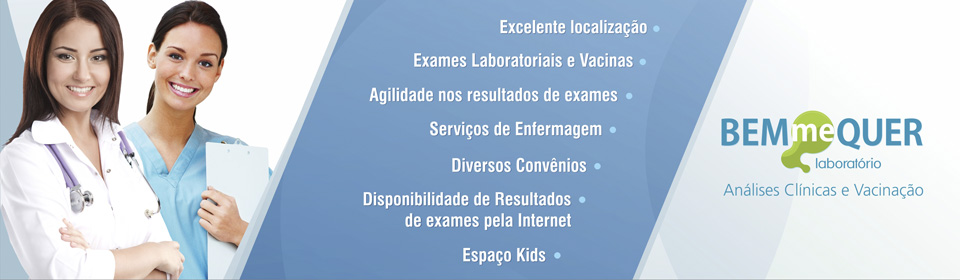 Excelente localização
Exames Laboratoriais e Vacinas
Agilidade nos resultados de exames
Serviços de Enfermagem
Diversos Convênios
Disponibilidade de Resultados
de exames pela Internet
Espaço Kids
BEMmeQUER
laboratório
Análises Clínicas e Vacinação